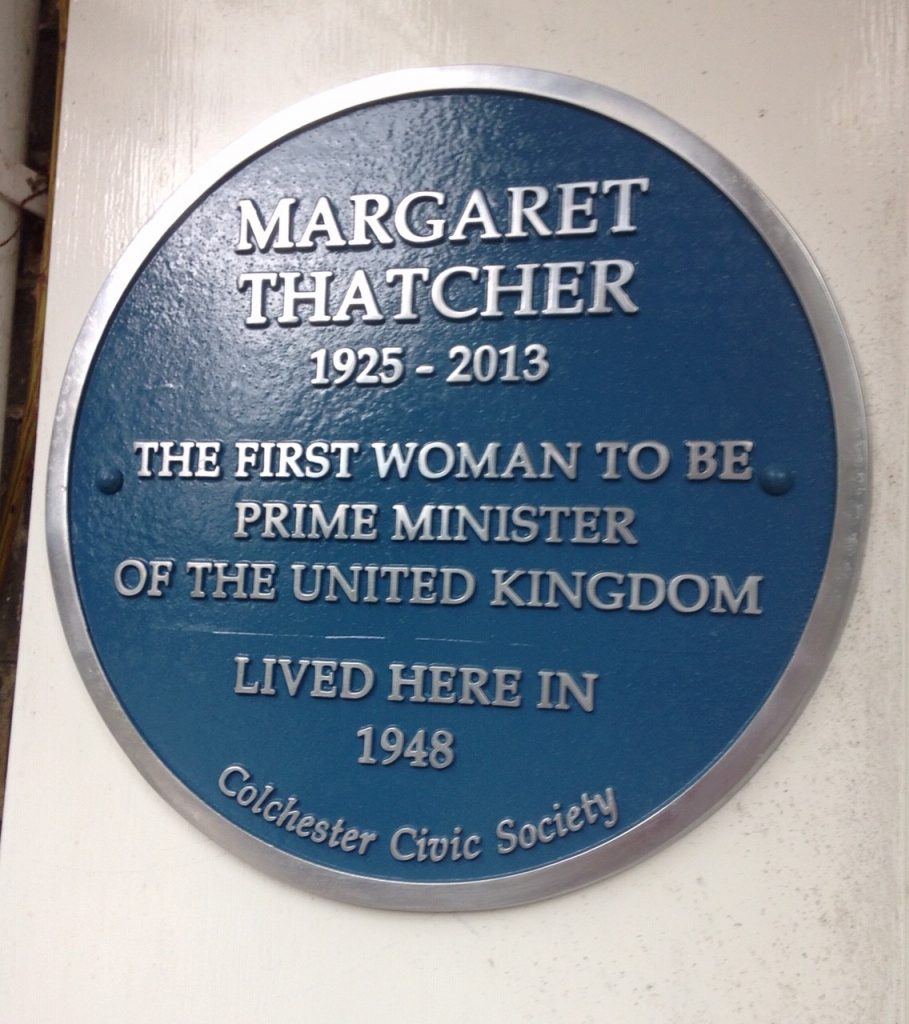 MARGARET
THATCHER
1925 - 2013
THE FIRST WOMAN TO BE
PRIME MINISTER
OF THE UNITED KINGDOM
LIVED HERE IN
1948
Colchester Civic Society